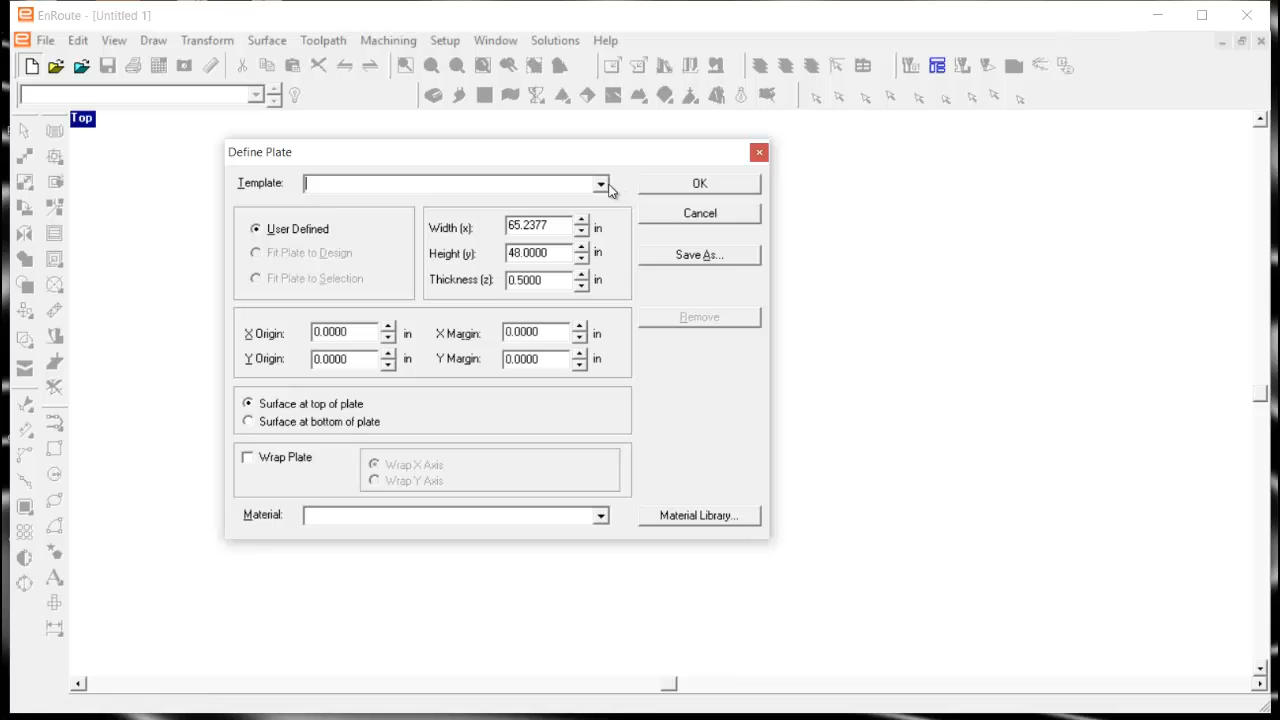 EnRoute - [Untitled 1]
File Edit View Draw Transform Surface Toolpath Machining Setup Window Solutions Help
Top
Define Plate
Template:
OK
User Defined
Fit Plate to Design
Fit Plate to Selection
Width (x): 65.2377 in
Height (y): 48.0000 in
Thickness (z): 0.5000 in
Cancel
Save As...
Remove
X Origin: 0.0000 in X Margin: 0.0000 in
Y Origin: 0.0000 in Y Margin: 0.0000 in
Surface at top of plate
Surface at bottom of plate
Wrap Plate
Wrap X Axis
Wrap Y Axis
Material:
Material Library...